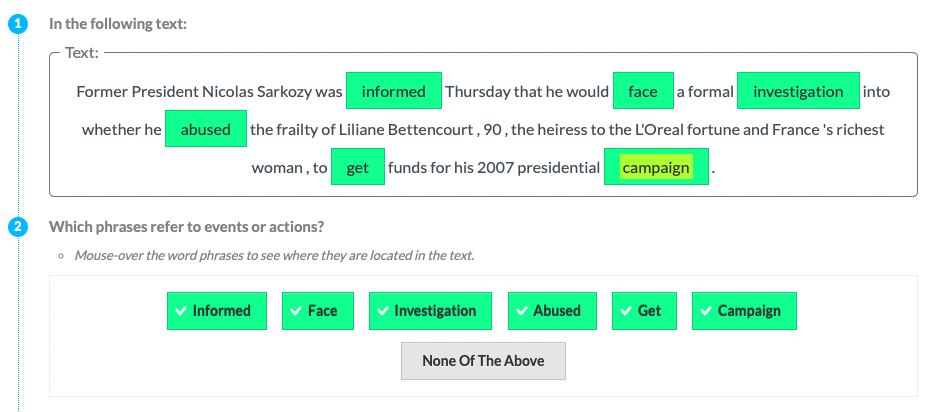 1 In the following text:
Text:
Former President Nicolas Sarkozy was informed Thursday that he would face a formal investigation into
whether he abused the frailty of Liliane Bettencourt , 90 , the heiress to the L'Oreal fortune and France 's richest
woman , to get funds for his 2007 presidential campaign .
2 Which phrases refer to events or actions?
Mouse-over the word phrases to see where they are located in the text.
Informed Face Investigation Abused Get Campaign
None Of The Above